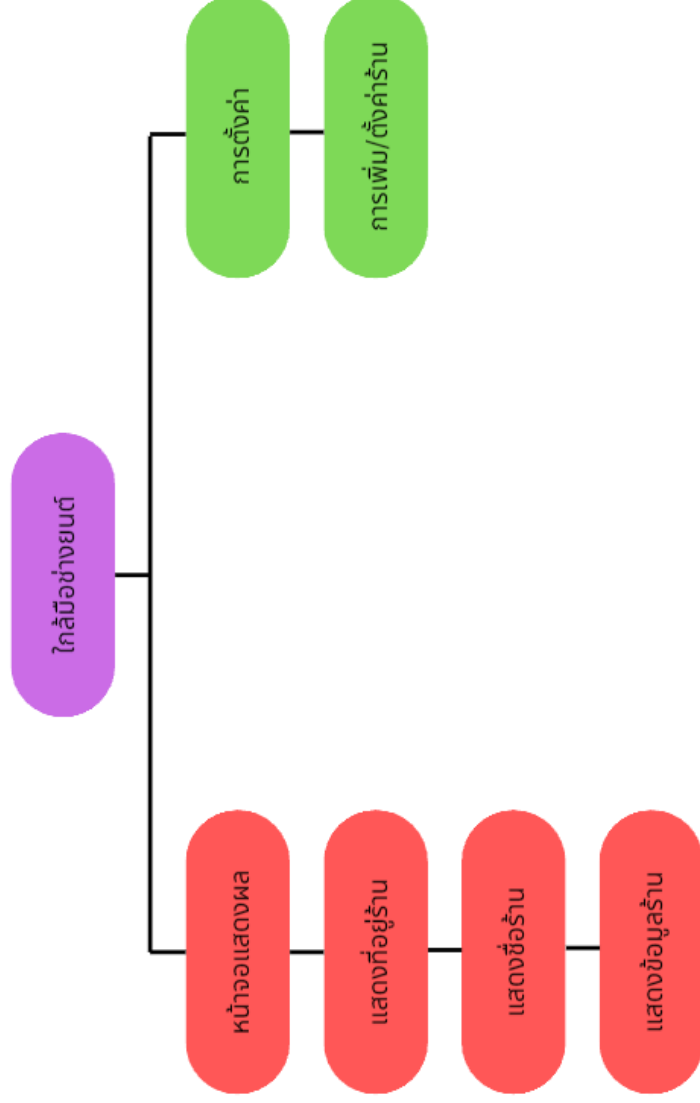 ใกล้มือช่างยนต์
หน้าจอแสดงผล
แสดงที่อยู่ร้าน
แสดงชื่อร้าน
แสดงข้อมูลร้าน
การตั้งค่า
การเพิ่ม/ตั้งค่าร้าน